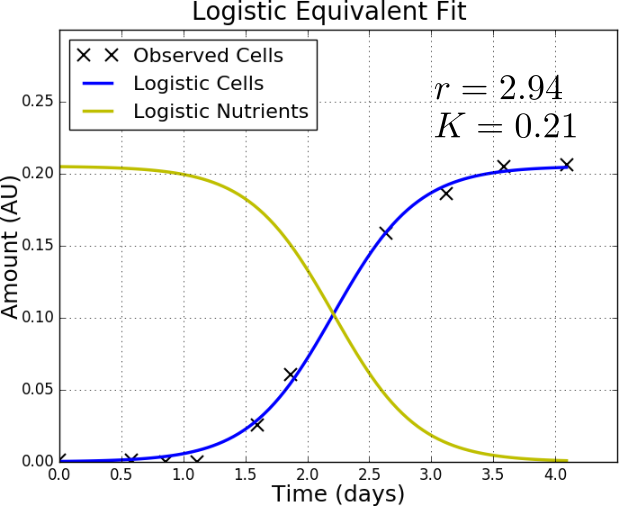 Logistic Equivalent Fit
Observed Cells
Logistic Cells
Logistic Nutrients
r = 2.94
K = 0.21
Amount (AU)
0.25
0.20
0.15
0.10
0.05
0.00
0.0 0.5 1.0 1.5 2.0 2.5 3.0 3.5 4.0
Time (days)